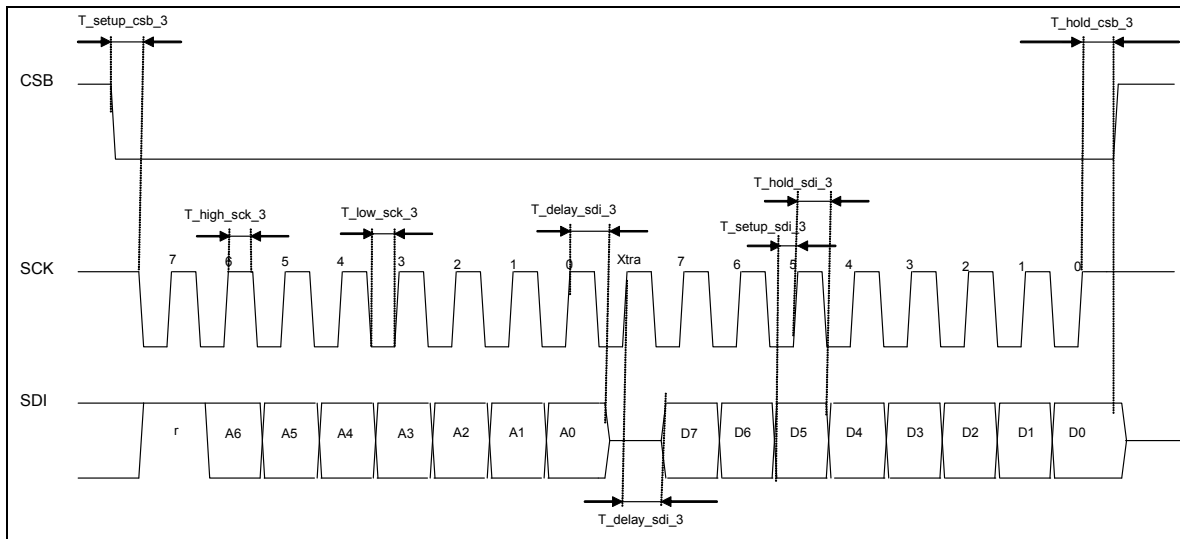 T_setup_csb_3
T_hold_csb_3
CSB
T_hold_sdi_3
T_high_sck_3 T_low_sck_3 T_delay_sdi_3
T_setup_sdi_3
SCK 7 6 5 4 3 2 1 0 Xtra 7 6 5 4 3 2 1 0
SDI
r A6 A5 A4 A3 A2 A1 A0 D7 D6 D5 D4 D3 D2 D1 D0
T_delay_sdi_3